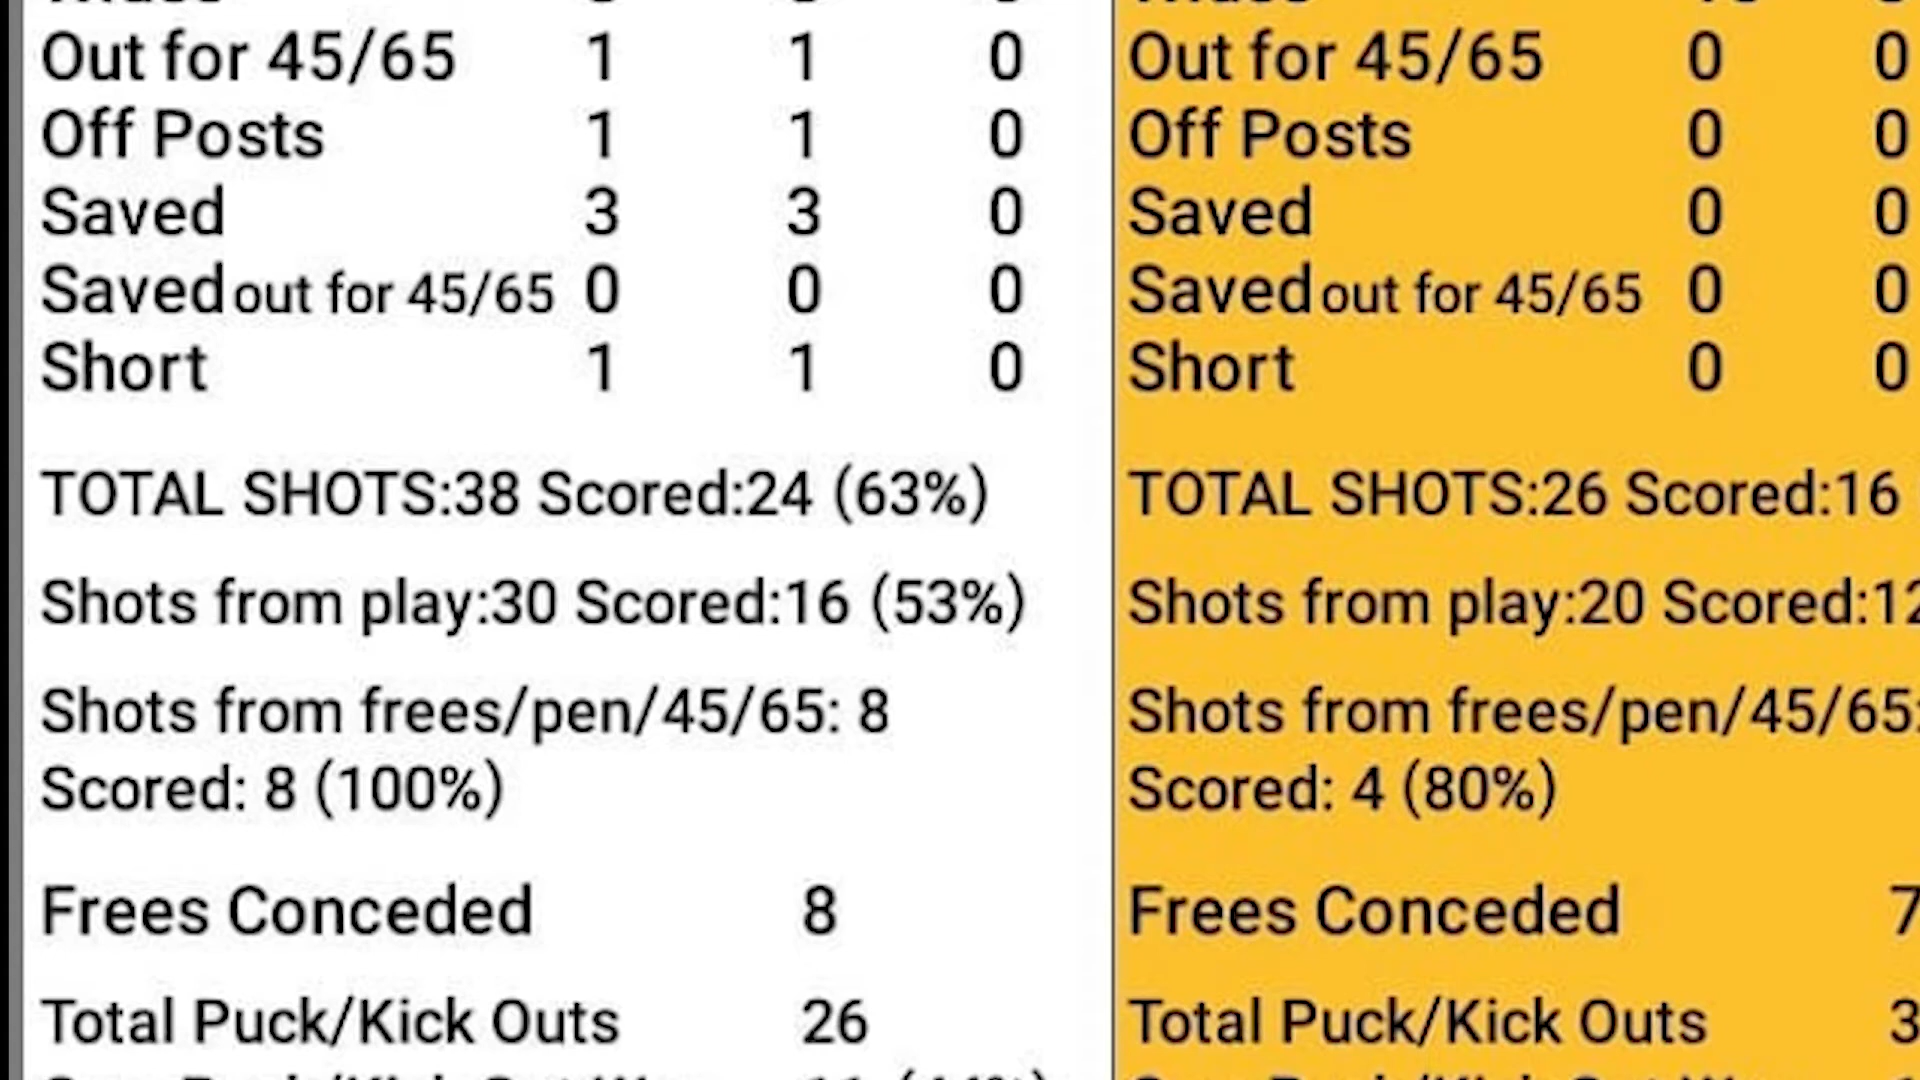 Out for 45/65 1 1 0
Off Posts 1 1 0
Saved 3 3 0
Saved out for 45/65 0 0 0
Short 1 1 0
TOTAL SHOTS:38 Scored:24 (63%)
Shots from play:30 Scored:16 (53%)
Shots from frees/pen/45/65: 8
Scored: 8 (100%)
Frees Conceded 8
Total Puck/Kick Outs 26
Out for 45/65 0 0
Off Posts 0 0
Saved 0 0
Saved out for 45/65 0 0
Short 0 0
TOTAL SHOTS:26 Scored:16
Shots from play:20 Scored:12
Shots from frees/pen/45/65:
Scored: 4 (80%)
Frees Conceded 7
Total Puck/Kick Outs 3